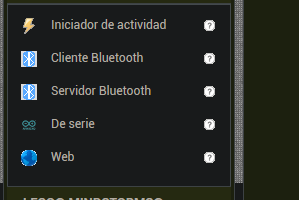 Iniciador de actividad
Cliente Bluetooth
Servidor Bluetooth
De serie
Web